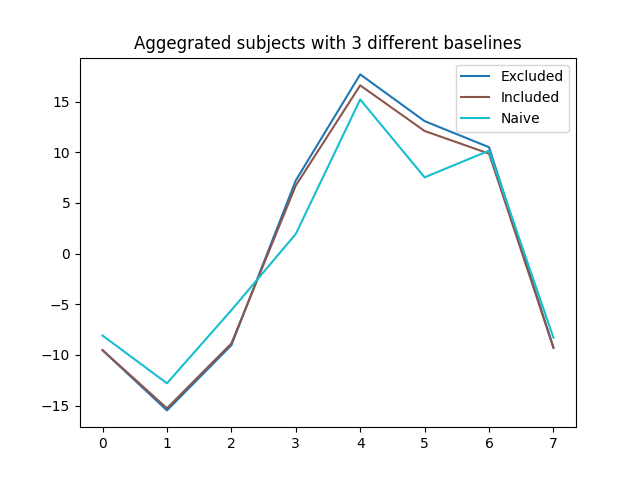 Aggegrated subjects with 3 different baselines
Excluded
Included
Naive
15
10
5
0
−5
−10
−15
0 1 2 3 4 5 6 7